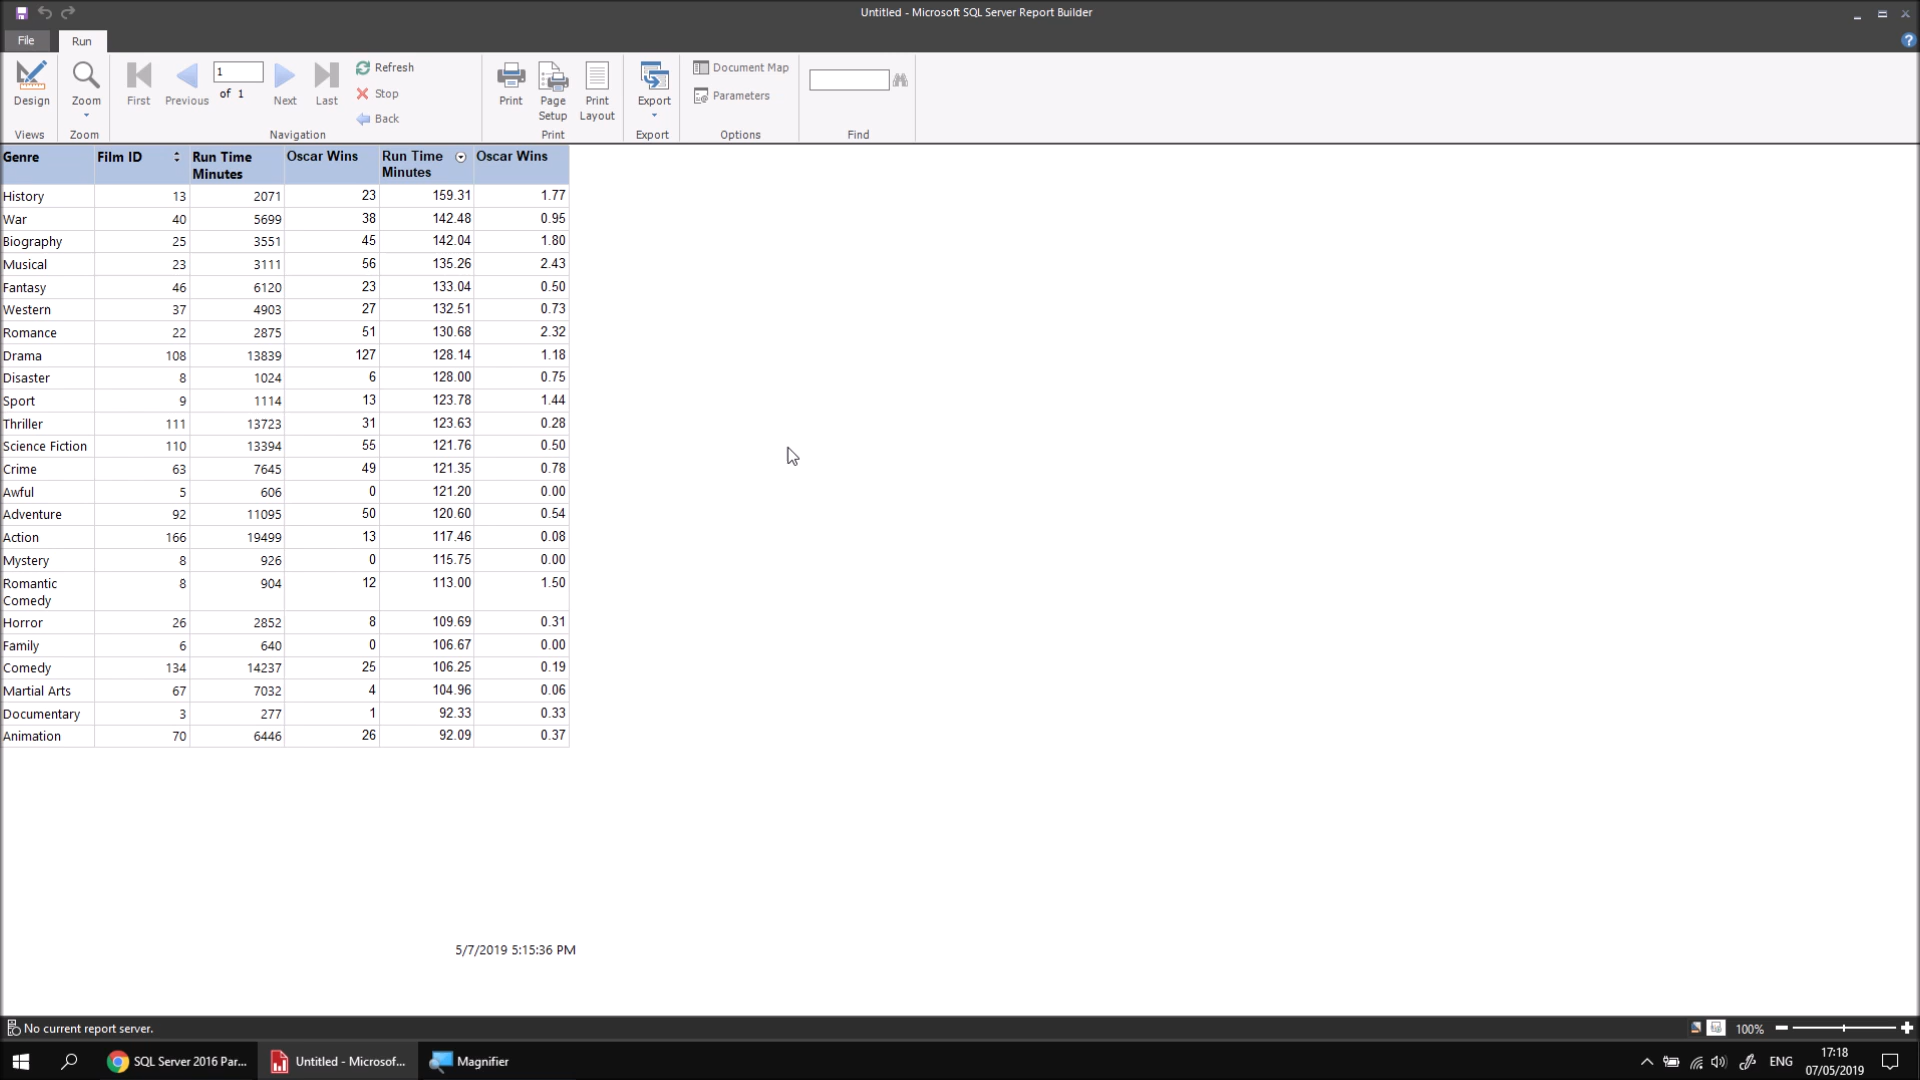 Untitled - Microsoft SQL Server Report Builder
File Run
Design
Zoom
First
Previous
1
of 1
Next
Last
Refresh
Stop
Back
Print
Page Setup
Print Layout
Export
Document Map
Parameters
Views Zoom Navigation Print Export Options Find
Genre Film ID Run Time Minutes Oscar Wins Run Time Minutes Oscar Wins
History 13 2071 23 159.31 1.77
War 40 5699 38 142.48 0.95
Biography 25 3551 45 142.04 1.80
Musical 23 3111 56 135.26 2.43
Fantasy 46 6120 23 133.04 0.50
Western 37 4903 27 132.51 0.73
Romance 22 2875 51 130.68 2.32
Drama 108 13839 127 128.14 1.18
Disaster 8 1024 6 128.00 0.75
Sport 9 1114 13 123.78 1.44
Thriller 111 13723 31 123.63 0.28
Science Fiction 110 13394 55 121.76 0.50
Crime 63 7645 49 121.35 0.78
Awful 5 606 0 121.20 0.00
Adventure 92 11095 50 120.60 0.54
Action 166 19499 13 117.46 0.08
Mystery 8 926 0 115.75 0.00
Romantic Comedy 8 904 12 113.00 1.50
Horror 26 2852 8 109.69 0.31
Family 6 640 0 106.67 0.00
Comedy 134 14237 25 106.25 0.19
Martial Arts 67 7032 4 104.96 0.06
Documentary 3 277 1 92.33 0.33
Animation 70 6446 26 92.09 0.37
5/7/2019 5:15:36 PM
No current report server.
100%
SQL Server 2016 Par...
Untitled - Microsof...
Magnifier
ENG
17:18
07/05/2019